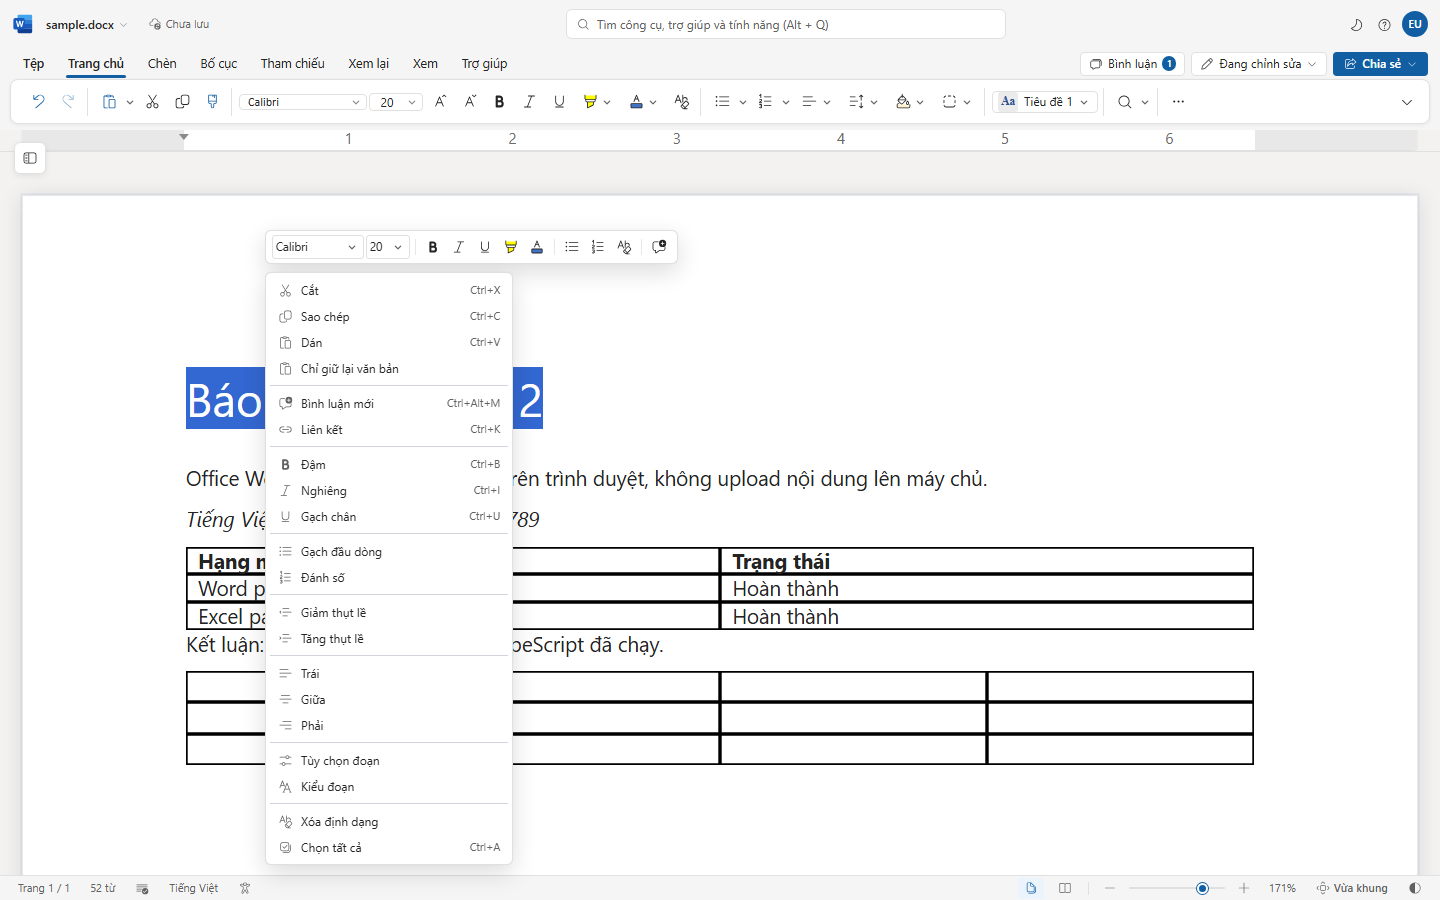 sample.docx
Chưa lưu
Tìm công cụ, trợ giúp và tính năng (Alt + Q)
EU
Tệp Trang chủ Chèn Bố cục Tham chiếu Xem lại Xem Trợ giúp
Bình luận 1
Đang chỉnh sửa
Chia sẻ
Calibri 20
Aa Tiêu đề 1
1 2 3 4 5 6
Calibri 20
Cắt Ctrl+X
Sao chép Ctrl+C
Dán Ctrl+V
Chỉ giữ lại văn bản
Bình luận mới Ctrl+Alt+M
Liên kết Ctrl+K
Đậm Ctrl+B
Nghiêng Ctrl+I
Gạch chân Ctrl+U
Gạch đầu dòng
Đánh số
Giảm thụt lề
Tăng thụt lề
Trái
Giữa
Phải
Tùy chọn đoạn
Kiểu đoạn
Xóa định dạng
Chọn tất cả Ctrl+A
Báo 2
Office trên trình duyệt, không upload nội dung lên máy chủ.
Tiếng 789
Hạng Trạng thái
Word Hoàn thành
Excel Hoàn thành
Kết luận: peScript đã chạy.
Trang 1 / 1 52 từ Tiếng Việt
171% Vừa khung